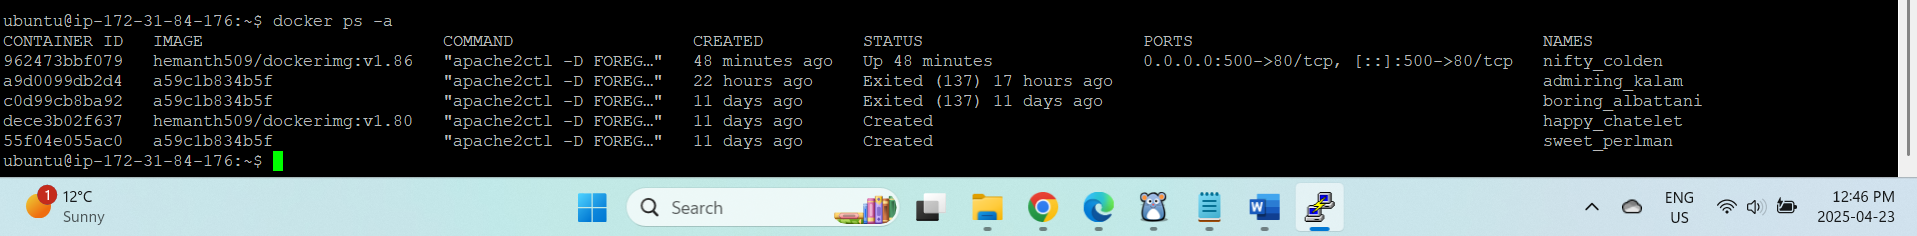 ubuntu@ip-172-31-84-176:~$ docker ps -a
CONTAINER ID   IMAGE                        COMMAND                  CREATED          STATUS                      PORTS                                   NAMES
962473bbf079   hemanth509/dockerimg:v1.86   "apache2ctl -D FOREG…"   48 minutes ago   Up 48 minutes               0.0.0.0:500->80/tcp, [::]:500->80/tcp   nifty_colden
a9d0099db2d4   a59c1b834b5f                 "apache2ctl -D FOREG…"   22 hours ago     Exited (137) 17 hours ago                                           admiring_kalam
c0d99cb8ba92   a59c1b834b5f                 "apache2ctl -D FOREG…"   11 days ago      Exited (137) 11 days ago                                            boring_albattani
dece3b02f637   hemanth509/dockerimg:v1.80   "apache2ctl -D FOREG…"   11 days ago      Created                                                             happy_chatelet
55f04e055ac0   a59c1b834b5f                 "apache2ctl -D FOREG…"   11 days ago      Created                                                             sweet_perlman
ubuntu@ip-172-31-84-176:~$
1
12°C
Sunny
Search
W
ENG
US
12:46 PM
2025-04-23